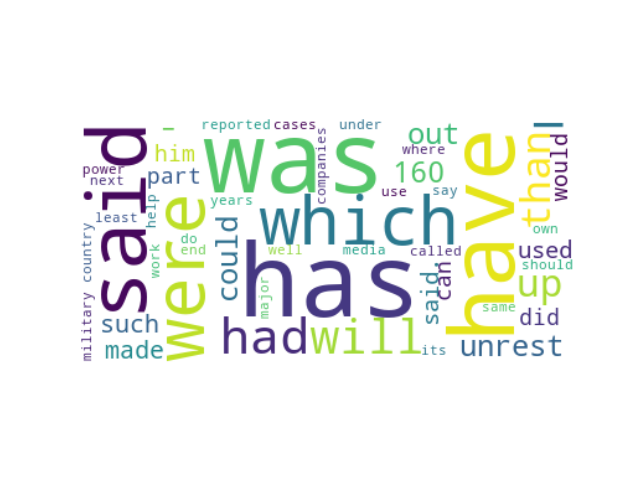 reported cases under
out
him
where
was
160
companies
than
would
said
power
next
part
use say
years
least
help
which
have
own
were
could
do
end
well media called
used
country
work
has
said,
can
should
up
major
same
did
military
such
had will
its
unrest
made
I
-